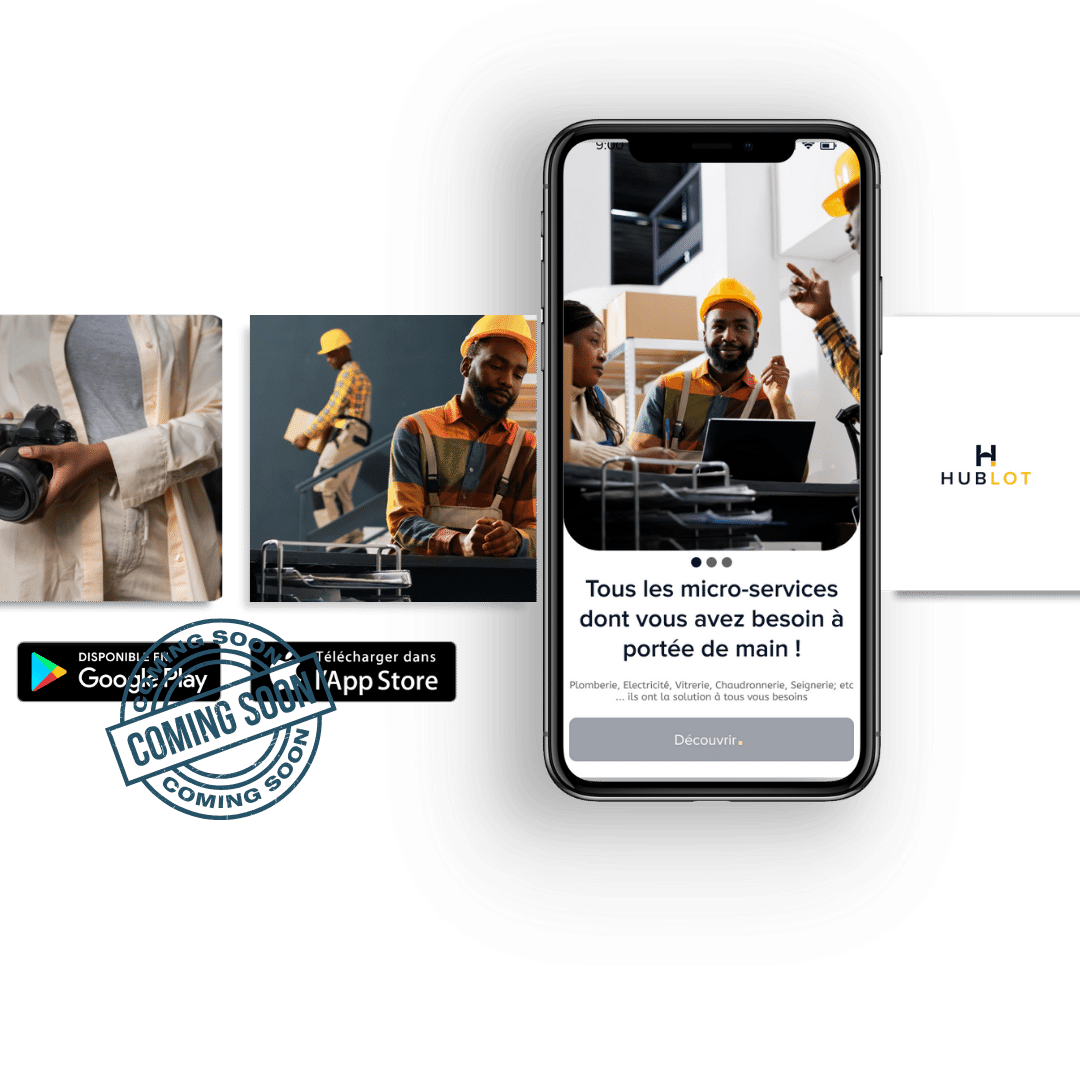 9:00
HUBLOT
Tous les micro-services
dont vous avez besoin à
portée de main !
Plomberie, Electricité, Vitrerie, Chaudronnerie, Seignerie; etc
... ils ont la solution à tous vous besoins
Découvrir.
DISPONIBLE EN
Google Play
Télécharger dans
l'App Store
COMING SOON
COMING SOON
COMING SOON